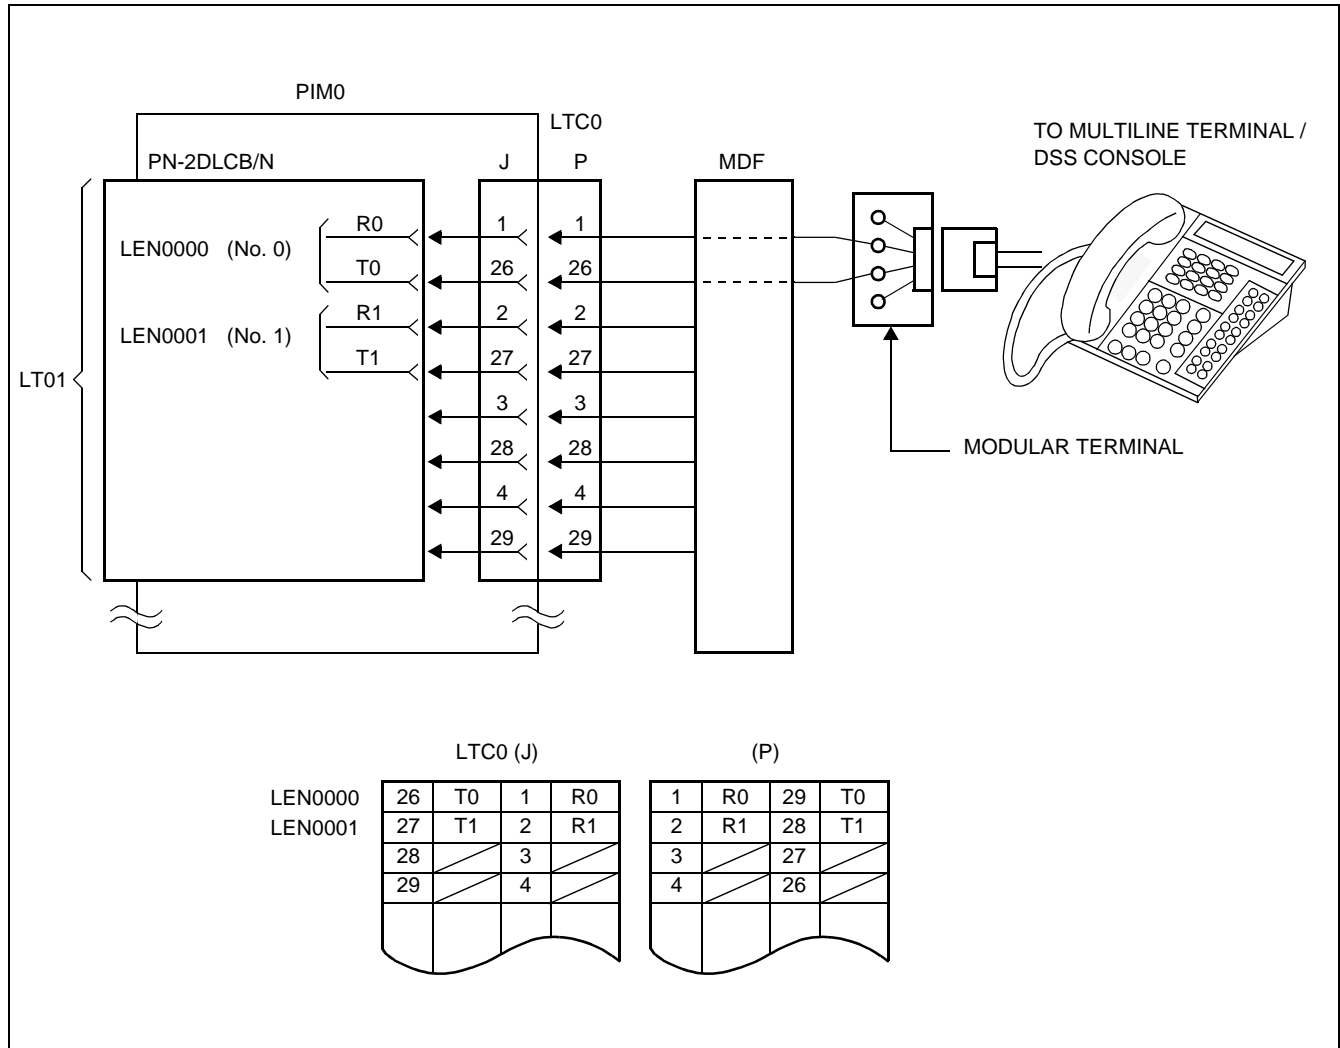 PIM0
LTC0
TO MULTILINE TERMINAL /
DSS CONSOLE
PN-2DLCB/N J P MDF
R0 1 1
LEN0000 (No. 0)
T0 26 26
R1 2 2
LEN0001 (No. 1)
T1 27 27
LT01
3 3
28 28
MODULAR TERMINAL
4 4
29 29
LTC0 (J) (P)
LEN0000 26 T0 1 R0 1 R0 29 T0
LEN0001 27 T1 2 R1 2 R1 28 T1
28 3 3 27
29 4 4 26